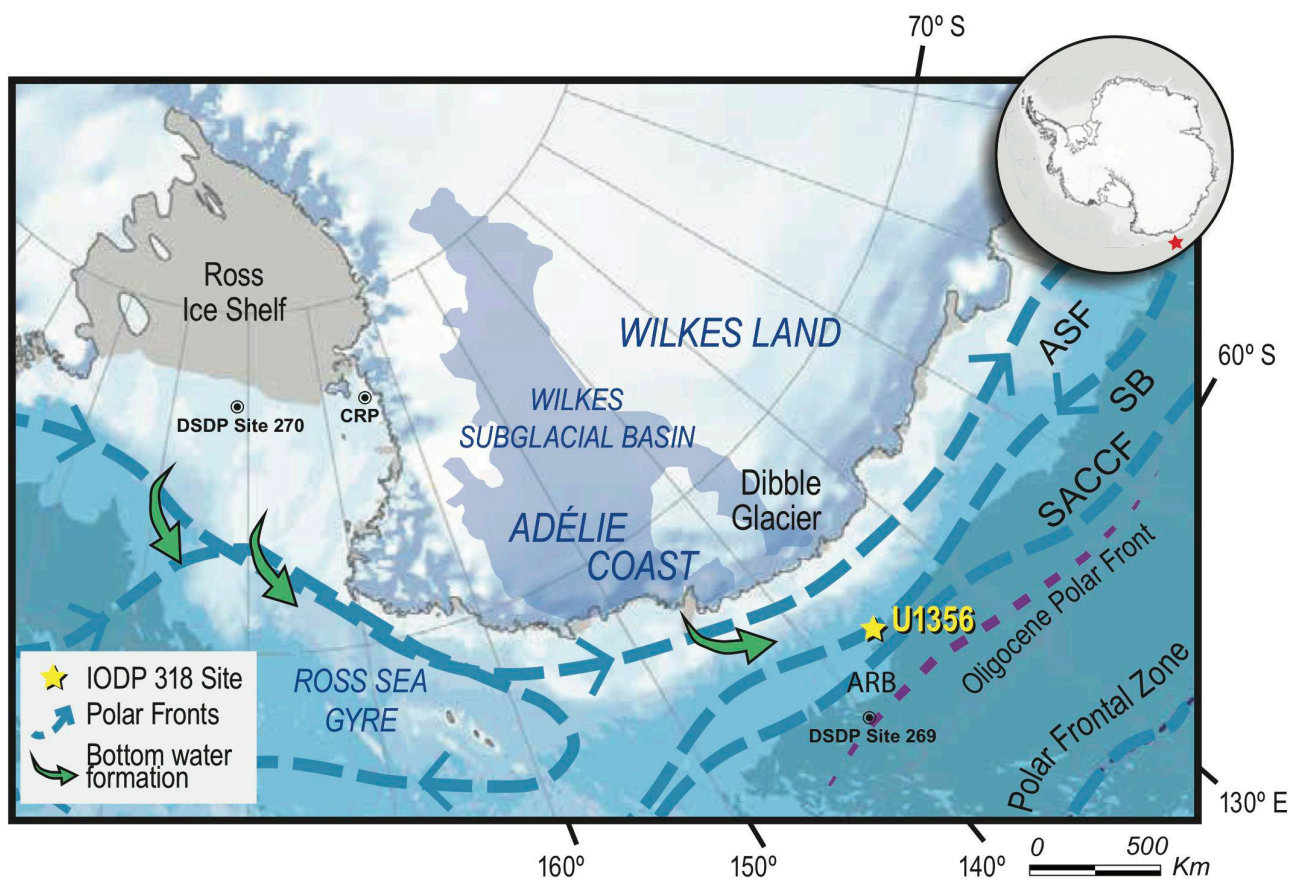 70º S
Ross
Ice Shelf
DSDP Site 270
CRP
WILKES LAND
WILKES
SUBGLACIAL BASIN
Dibble
Glacier
ADÉLIE
COAST
ASF
SB
60º S
SACCF
Oligocene Polar Front
Polar Frontal Zone
U1356
ARB
DSDP Site 269
ROSS SEA
GYRE
IODP 318 Site
Polar Fronts
Bottom water
formation
160º
150º
140º
130º E
0 500
Km